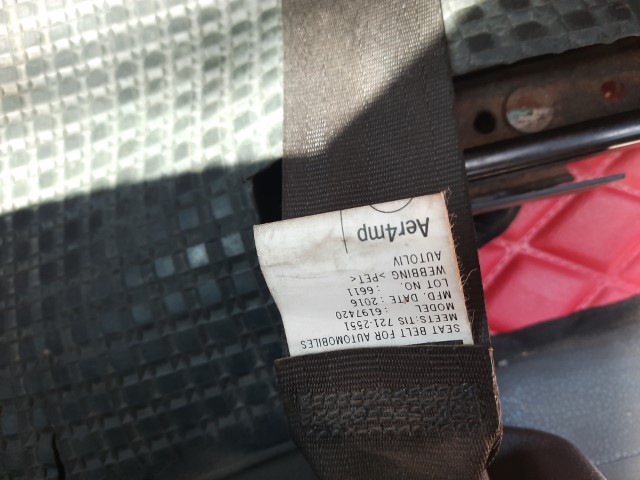 SEAT BELT FOR AUTOMOBILES
MEETS:TIS 721-2551
MODEL : 6197420
MFD. DATE : 2016
LOT NO. : 6611
WEBBING >PET<
AUTOLIV
Aer4mp